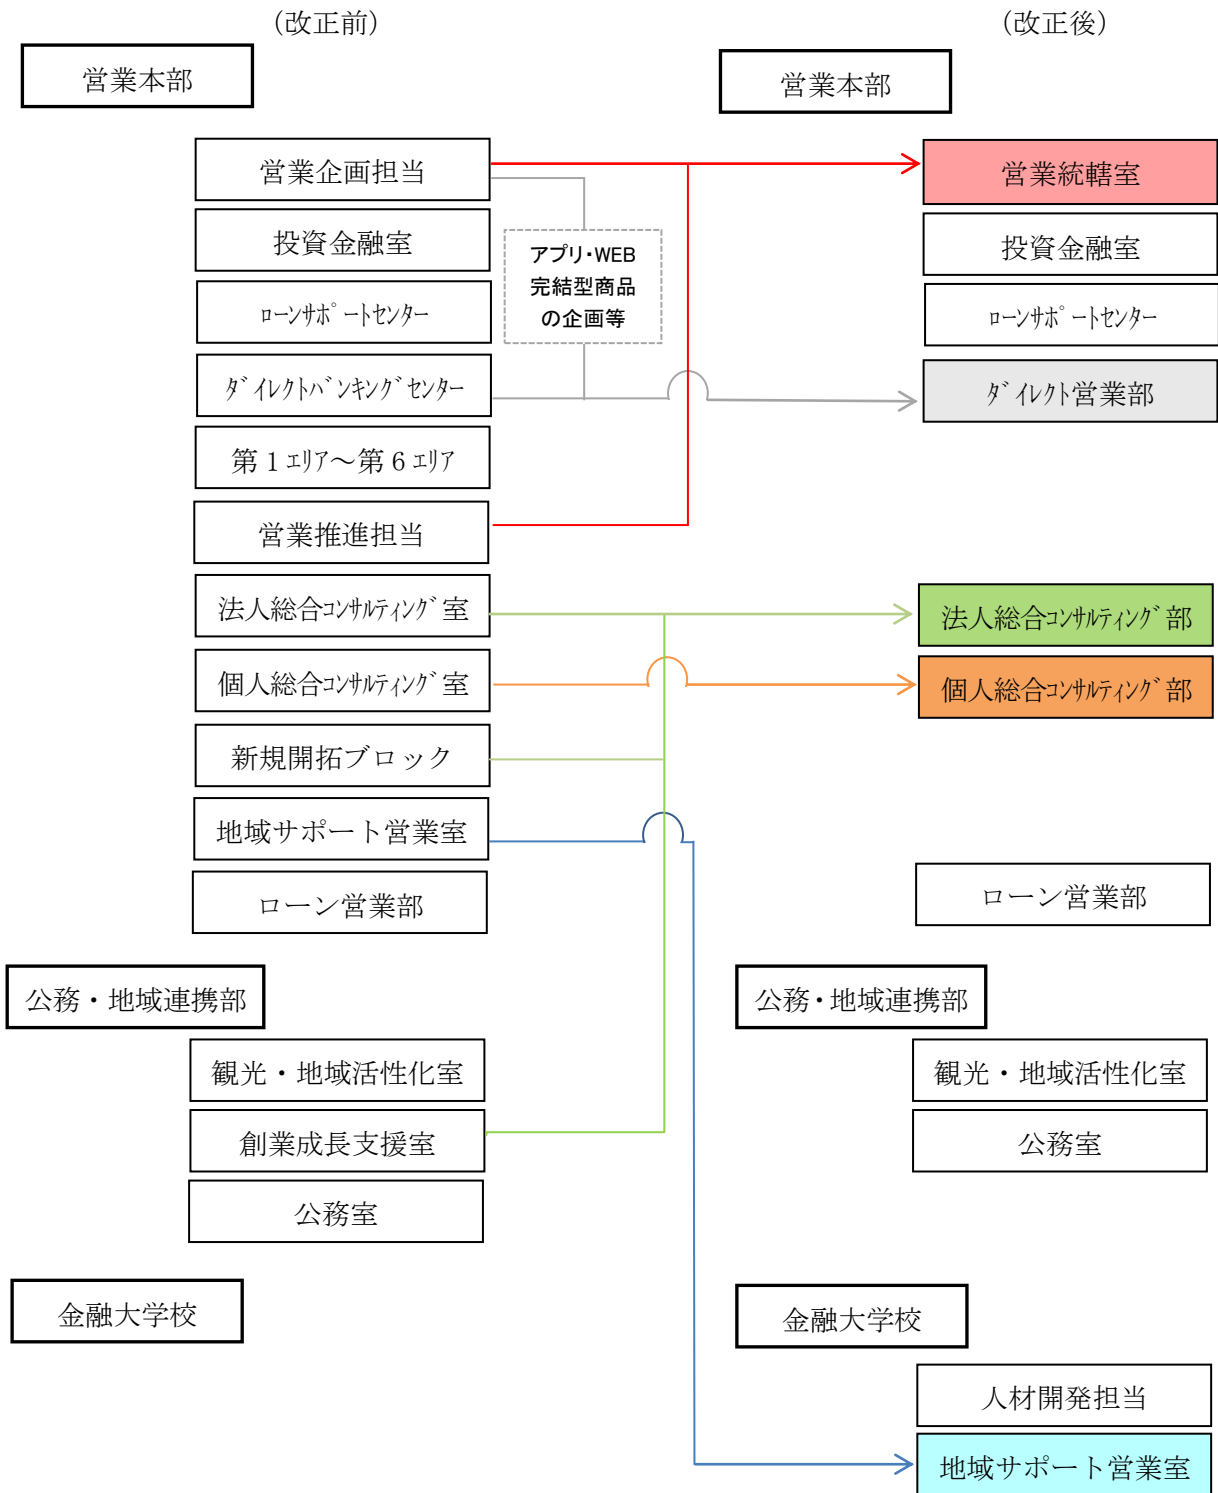 (改正前)
営業本部
営業企画担当
投資金融室
ﾛｰﾝｻﾎﾟｰﾄｾﾝﾀｰ
ﾀﾞｲﾚｸﾄﾊﾞﾝｷﾝｸﾞｾﾝﾀｰ
第1ｴﾘｱ～第6ｴﾘｱ
営業推進担当
法人総合ｺﾝｻﾙﾃｨﾝｸﾞ室
個人総合ｺﾝｻﾙﾃｨﾝｸﾞ室
新規開拓ブロック
地域サポート営業室
ローン営業部
公務・地域連携部
観光・地域活性化室
創業成長支援室
公務室
金融大学校
アプリ・WEB
完結型商品
の企画等
(改正後)
営業本部
営業統轄室
投資金融室
ﾛｰﾝｻﾎﾟｰﾄｾﾝﾀｰ
ﾀﾞｲﾚｸﾄ営業部
法人総合ｺﾝｻﾙﾃｨﾝｸﾞ部
個人総合ｺﾝｻﾙﾃｨﾝｸﾞ部
ローン営業部
公務・地域連携部
観光・地域活性化室
公務室
金融大学校
人材開発担当
地域サポート営業室